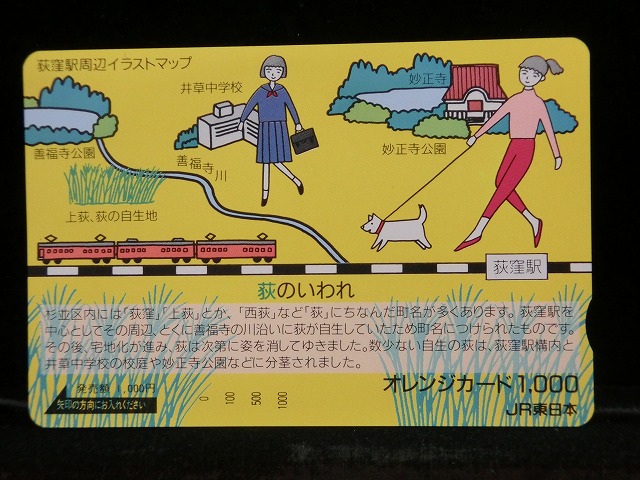 荻窪駅周辺イラストマップ
井草中学校
妙正寺
善福寺公園
善福寺川
妙正寺公園
上荻、荻の自生地
荻窪駅
荻のいわれ
杉並区内には「荻窪」「上荻」とか、「西荻」など「荻」にちなんだ町名が多くあります。荻窪駅を
中心としてその周辺、とくに善福寺の川沿いに荻が自生していたため町名につけられたものです。
その後、宅地化が進み、荻は次第に姿を消してゆきました。数少ない自生の荻は、荻窪駅構内と
井草中学校の校庭や妙正寺公園などに分茎されました。
発売額 1,000円
矢印の方向にお入れください
0 100 500 1000
オレンジカード1,000
JR東日本